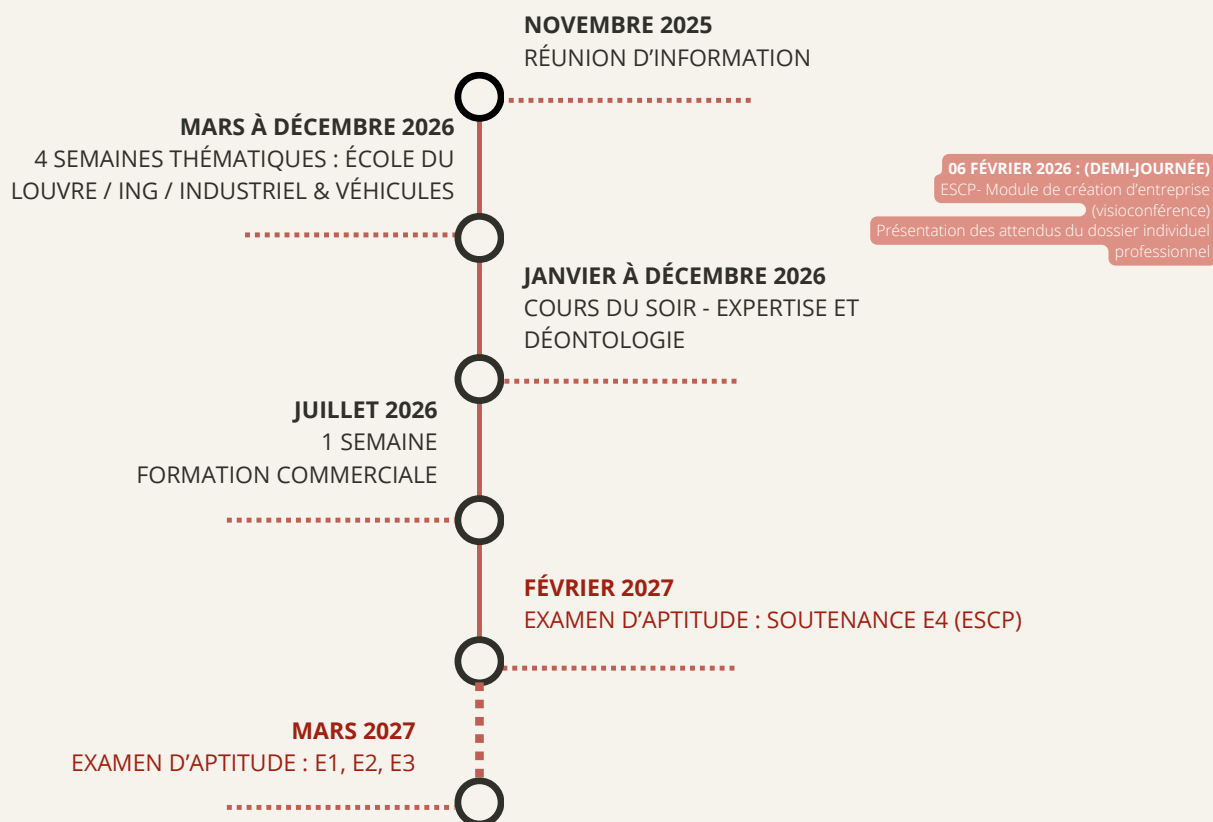 NOVEMBRE 2025
RÉUNION D'INFORMATION
MARS À DÉCEMBRE 2026
4 SEMAINES THÉMATIQUES : ÉCOLE DU
LOUVRE / ING / INDUSTRIEL & VÉHICULES
06 FÉVRIER 2026 : (DEMI-JOURNÉE)
ESCP- Module de création d'entreprise
(visioconférence)
Présentation des attendus du dossier individuel
professionnel
JANVIER À DÉCEMBRE 2026
COURS DU SOIR - EXPERTISE ET
DÉONTOLOGIE
JUILLET 2026
1 SEMAINE
FORMATION COMMERCIALE
FÉVRIER 2027
EXAMEN D'APTITUDE : SOUTENANCE E4 (ESCP)
MARS 2027
EXAMEN D'APTITUDE : E1, E2, E3